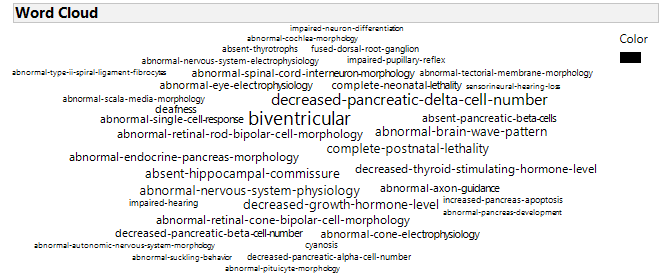 Word Cloud
impaired-neuron-differentiation
abnormal-cochlea-morphology
Color
absent-thyrotrophs fused-dorsal-root-ganglion
abnormal-nervous-system-electrophysiology impaired-pupillary-reflex
abnormal-type-ii-spiral-ligament-fibrocytes abnormal-spinal-cord-interneuron-morphology abnormal-tectorial-membrane-morphology
abnormal-eye-electrophysiology complete-neonatal-lethality sensorineural-hearing-loss
abnormal-scala-media-morphology decreased-pancreatic-delta-cell-number
deafness
abnormal-single-cell-response biventricular absent-pancreatic-beta-cells
abnormal-retinal-rod-bipolar-cell-morphology abnormal-brain-wave-pattern
complete-postnatal-lethality
abnormal-endocrine-pancreas-morphology
absent-hippocampal-commissure decreased-thyroid-stimulating-hormone-level
abnormal-nervous-system-physiology abnormal-axon-guidance
impaired-hearing decreased-growth-hormone-level increased-pancreas-apoptosis
abnormal-pancreas-development
abnormal-retinal-cone-bipolar-cell-morphology
decreased-pancreatic-beta-cell-number abnormal-cone-electrophysiology
abnormal-autonomic-nervous-system-morphology cyanosis
abnormal-suckling-behavior decreased-pancreatic-alpha-cell-number
abnormal-pituicyte-morphology